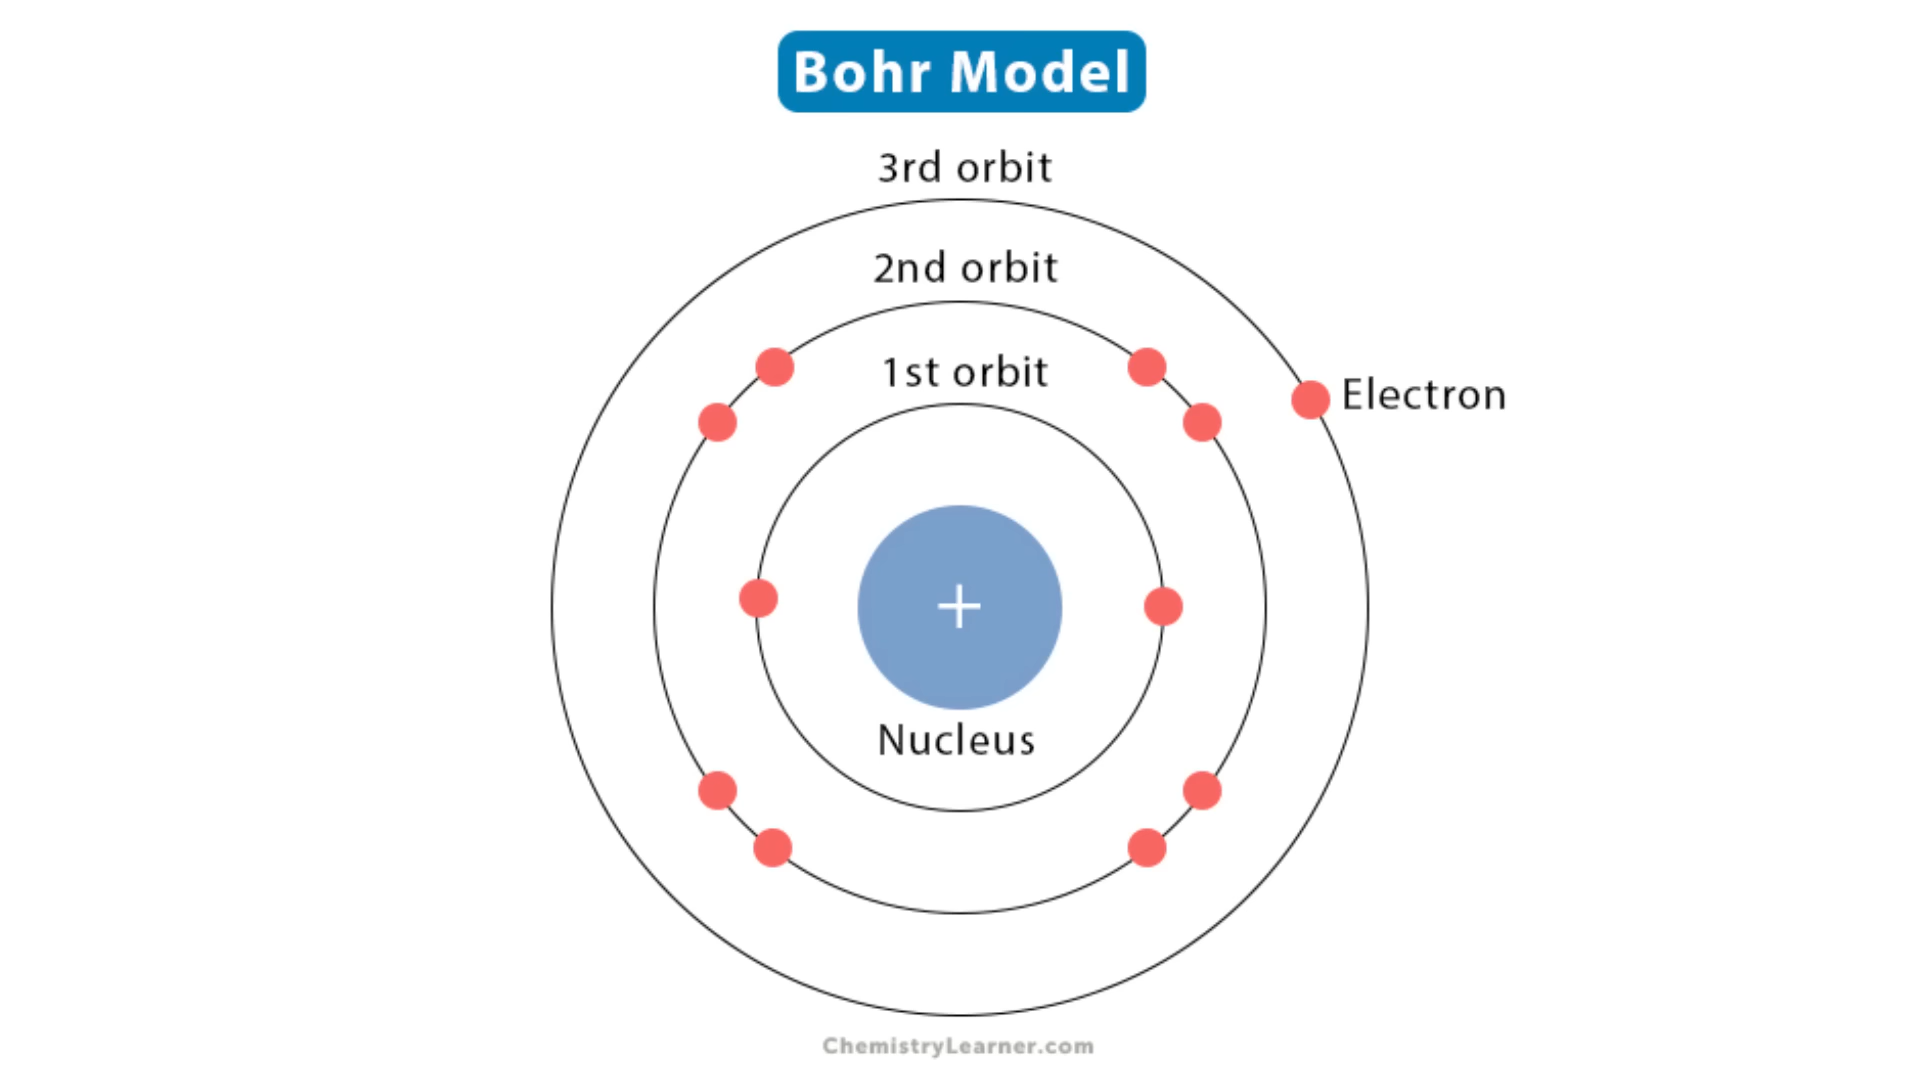 Bohr Model
3rd orbit
2nd orbit
1st orbit
Electron
+
Nucleus
ChemistryLearner.com